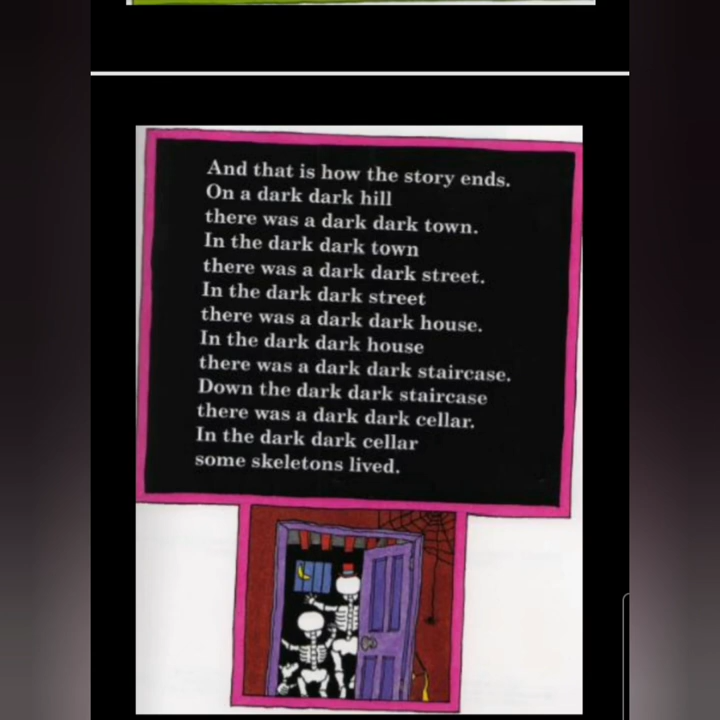 And that is how the story ends.
On a dark dark hill
there was a dark dark town.
In the dark dark town
there was a dark dark street.
In the dark dark street
there was a dark dark house.
In the dark dark house
there was a dark dark staircase.
Down the dark dark staircase
there was a dark dark cellar.
In the dark dark cellar
some skeletons lived.